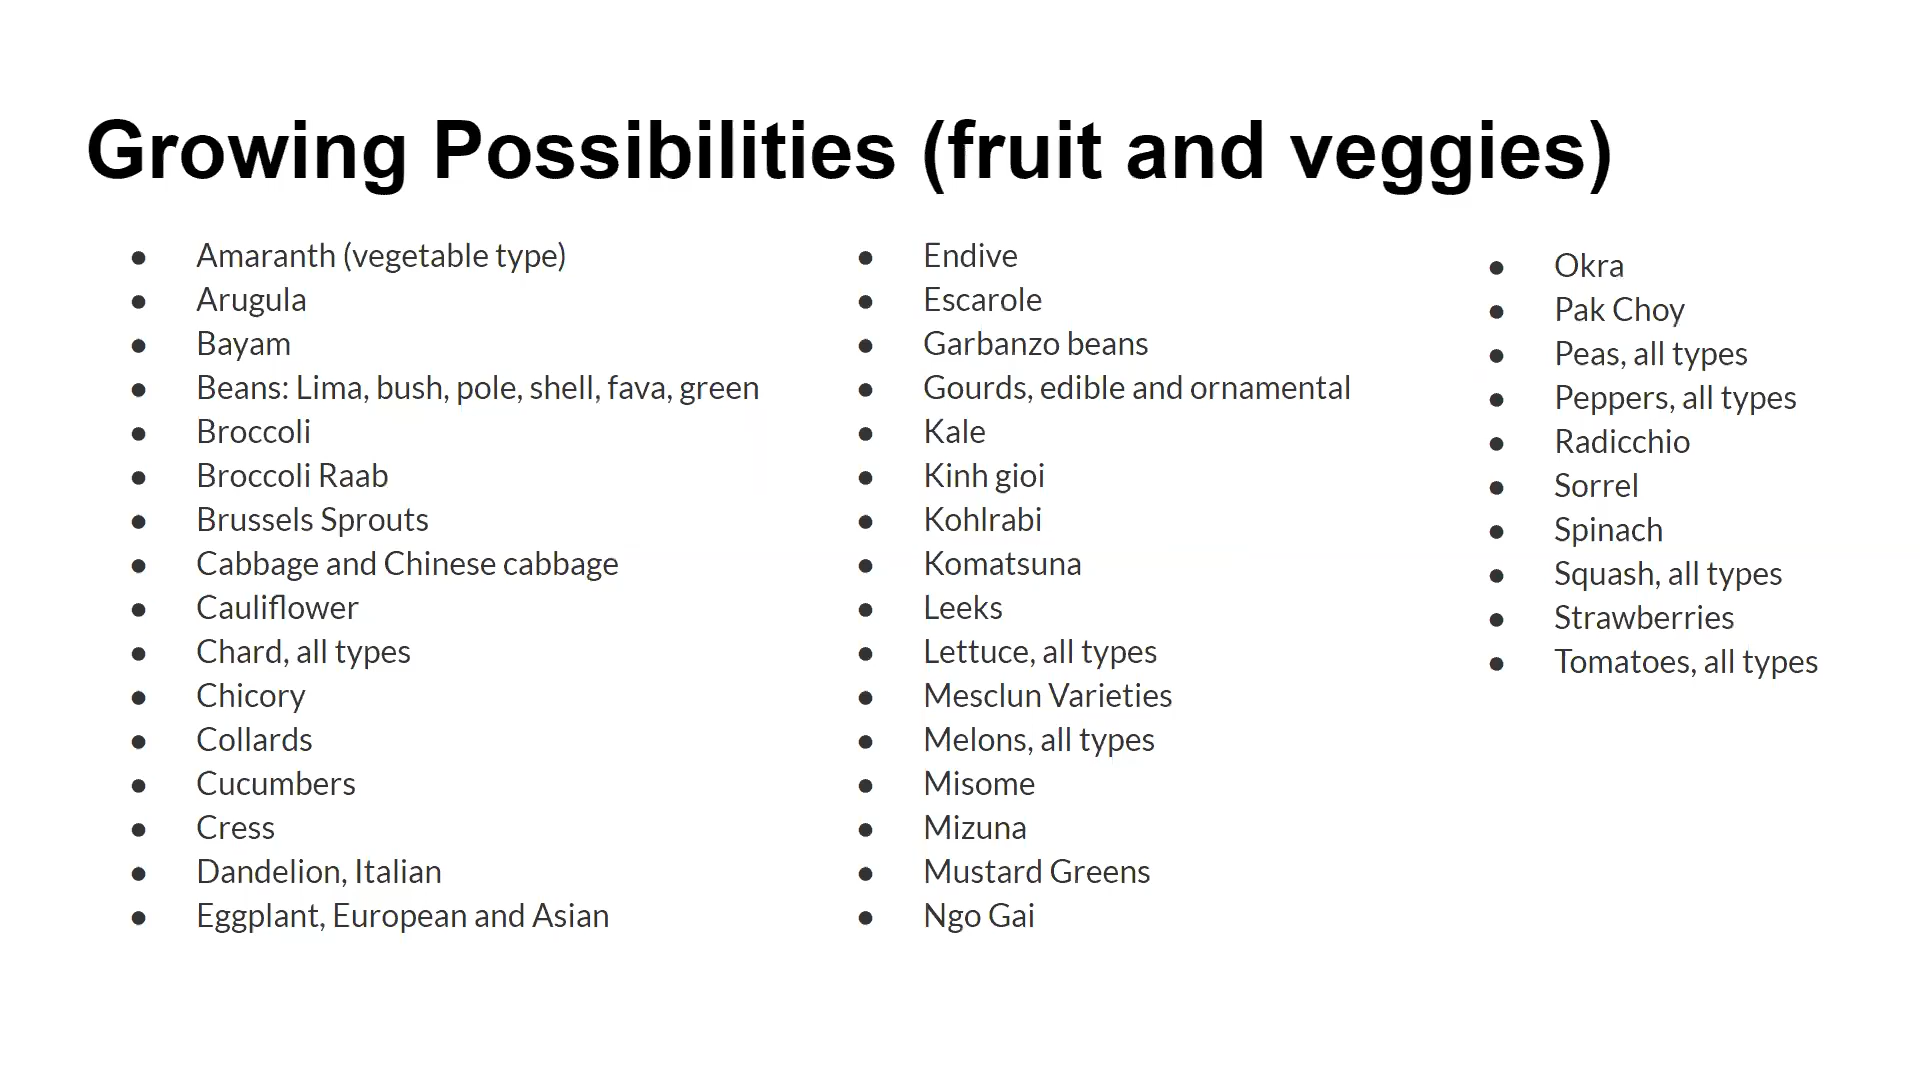 Growing Possibilities (fruit and veggies)
● Amaranth (vegetable type)
● Arugula
● Bayam
● Beans: Lima, bush, pole, shell, fava, green
● Broccoli
● Broccoli Raab
● Brussels Sprouts
● Cabbage and Chinese cabbage
● Cauliflower
● Chard, all types
● Chicory
● Collards
● Cucumbers
● Cress
● Dandelion, Italian
● Eggplant, European and Asian
● Endive
● Escarole
● Garbanzo beans
● Gourds, edible and ornamental
● Kale
● Kinh gioi
● Kohlrabi
● Komatsuna
● Leeks
● Lettuce, all types
● Mesclun Varieties
● Melons, all types
● Misome
● Mizuna
● Mustard Greens
● Ngo Gai
● Okra
● Pak Choy
● Peas, all types
● Peppers, all types
● Radicchio
● Sorrel
● Spinach
● Squash, all types
● Strawberries
● Tomatoes, all types